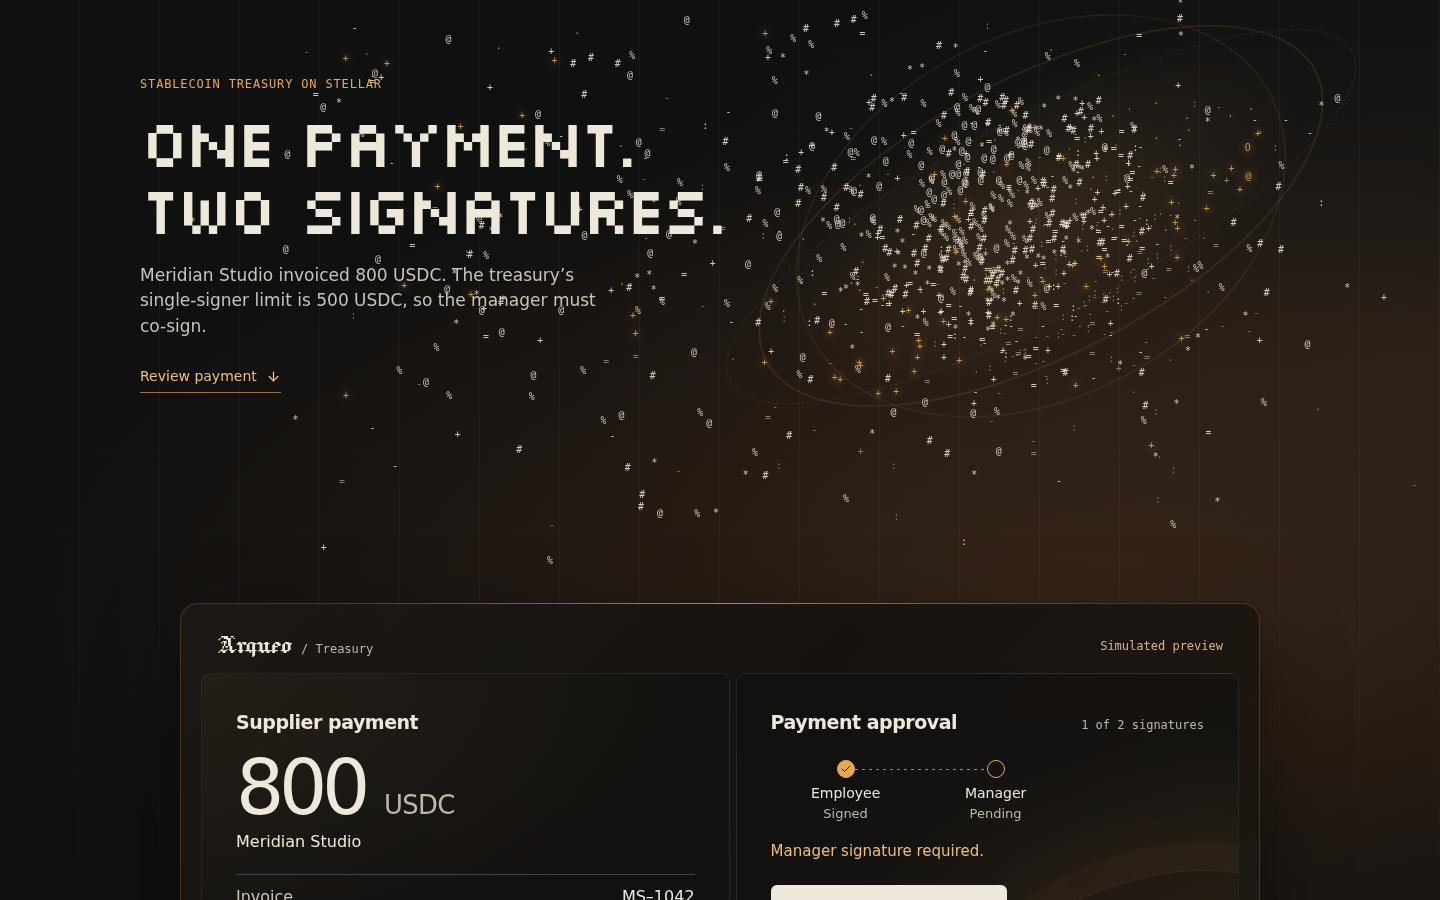 STABLECOIN TREASURY ON STELLAR
ONE PAYMENT.
TWO SIGNATURES.
Meridian Studio invoiced 800 USDC. The treasury’s
single-signer limit is 500 USDC, so the manager must
co-sign.
Review payment ↓
Arqueo / Treasury
Simulated preview
Supplier payment
800 USDC
Meridian Studio
Invoice MS–1042
Payment approval
1 of 2 signatures
Employee Manager
Signed Pending
Manager signature required.